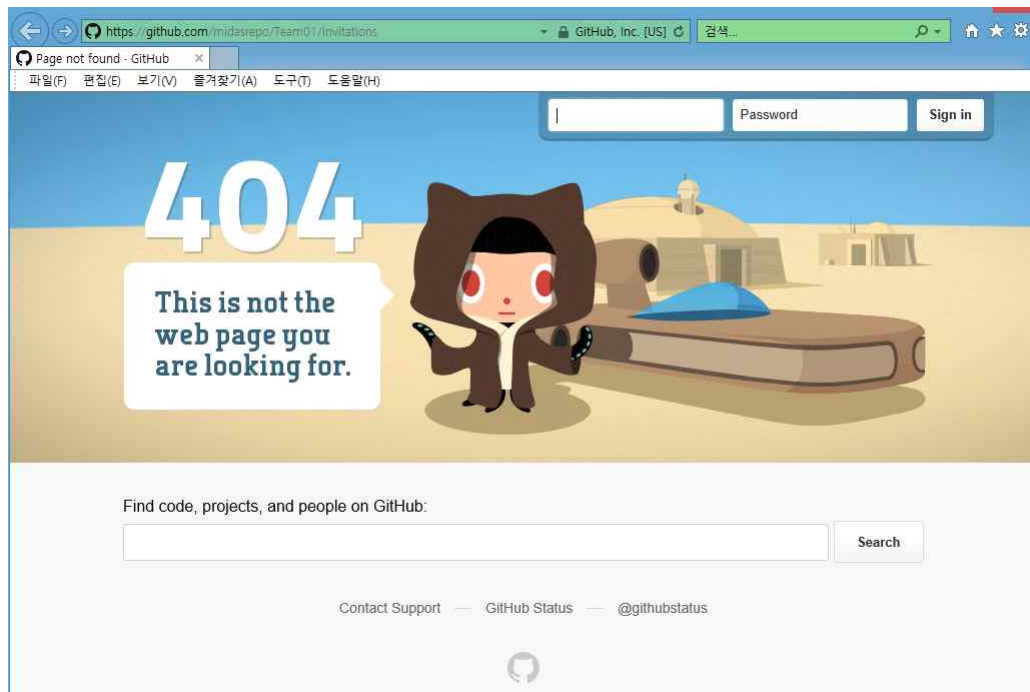 https://github.com/midasrepo/Team01/invitations
GitHub, Inc. [US]
검색...
Page not found - GitHub
파일(F) 편집(E) 보기(V) 즐겨찾기(A) 도구(T) 도움말(H)
Password
Sign in
404
This is not the
web page you
are looking for.
Find code, projects, and people on GitHub:
Search
Contact Support — GitHub Status — @githubstatus